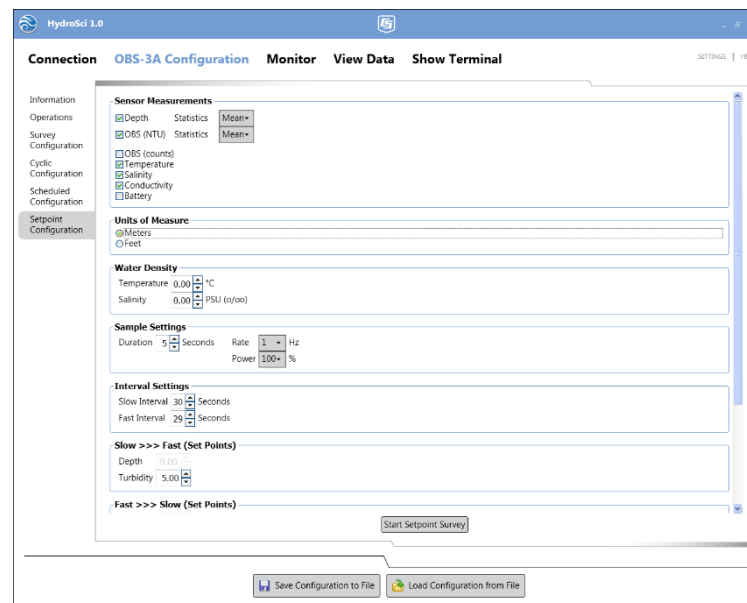 HydroSci 1.0
Connection OBS-3A Configuration Monitor View Data Show Terminal
SETTINGS |
Information
Operations
Survey
Configuration
Cyclic
Configuration
Scheduled
Configuration
Setpoint
Configuration
Sensor Measurements
Depth Statistics Mean
OBS (NTU) Statistics Mean
OBS (counts)
Temperature
Salinity
Conductivity
Battery
Units of Measure
Meters
Feet
Water Density
Temperature 0.00 °C
Salinity 0.00 PSU (o/oo)
Sample Settings
Duration 5 Seconds Rate 1 Hz
Power 100 %
Interval Settings
Slow Interval 30 Seconds
Fast Interval 29 Seconds
Slow >>> Fast (Set Points)
Depth 0.00
Turbidity 5.00
Fast >>> Slow (Set Points)
Start Setpoint Survey
Save Configuration to File Load Configuration from File